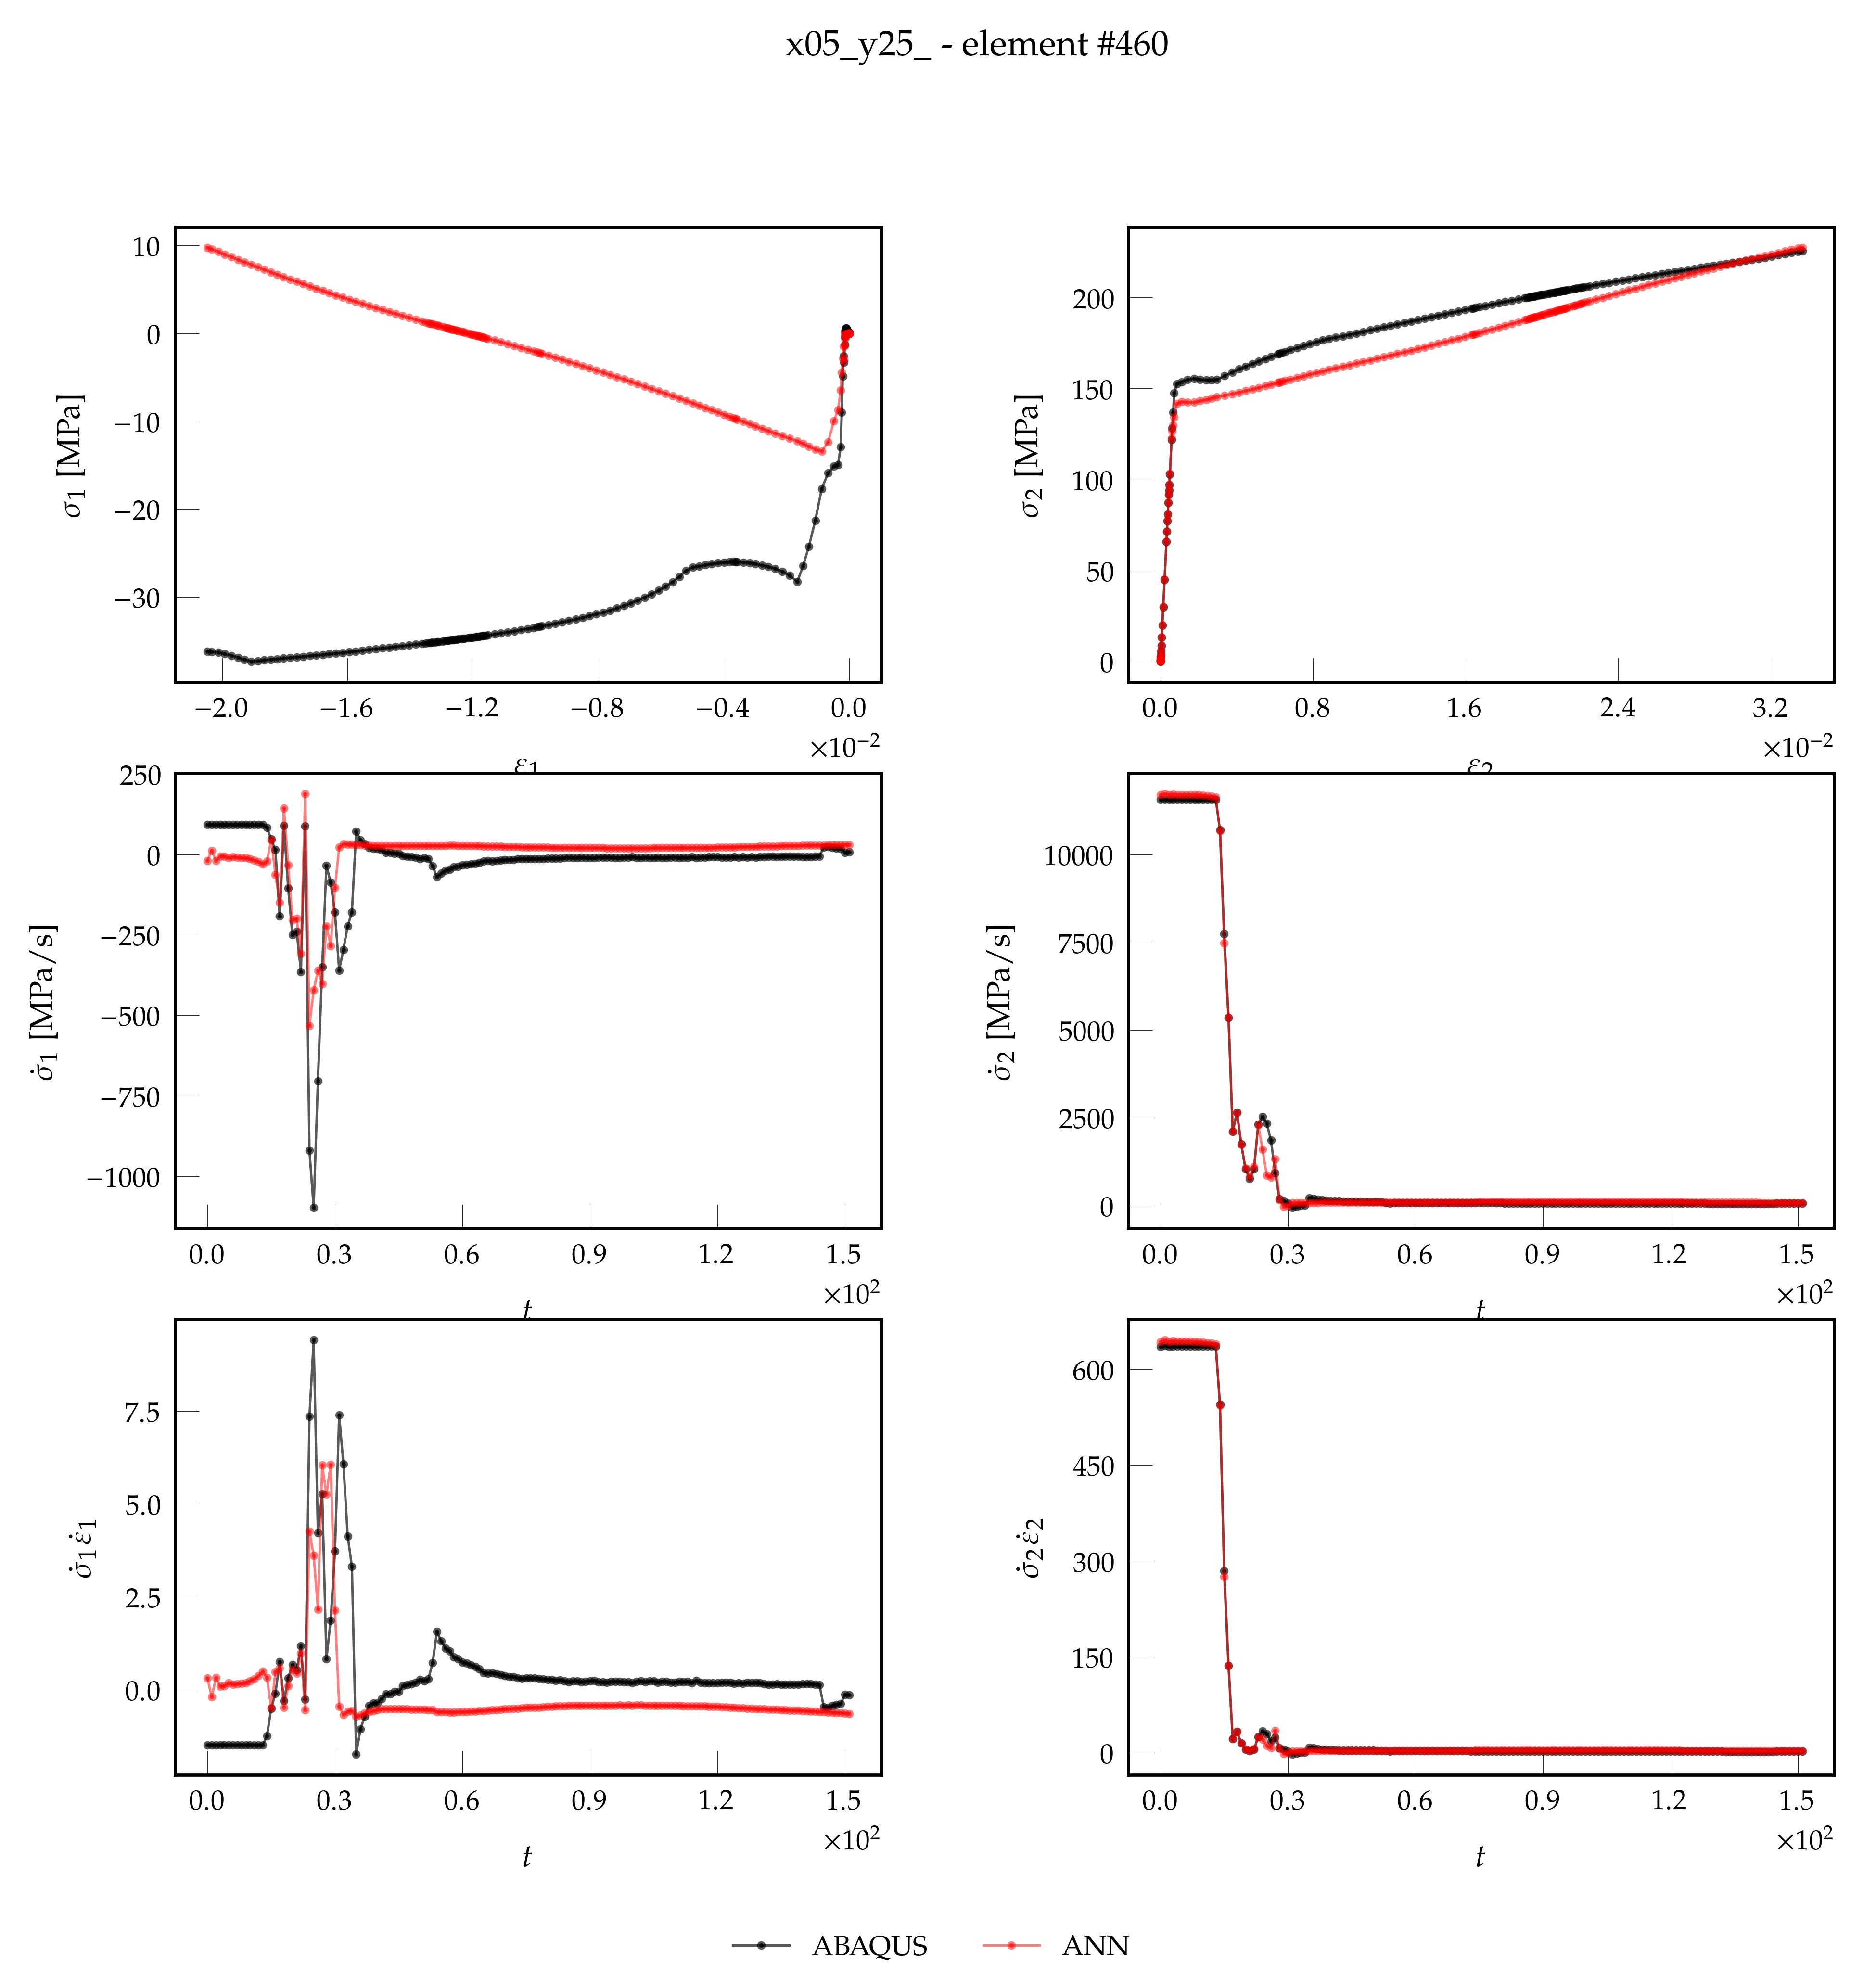 x05_y25_ - element #460
σ1 [MPa]
10
0
−10
−20
−30
−2.0 −1.6 −1.2 −0.8 −0.4 0.0
×10−2
ε1
σ2 [MPa]
200
150
100
50
0
0.0 0.8 1.6 2.4 3.2
×10−2
ε2
σ̇1 [MPa/s]
250
0
−250
−500
−750
−1000
0.0 0.3 0.6 0.9 1.2 1.5
×10²
t
σ̇2 [MPa/s]
10000
7500
5000
2500
0
0.0 0.3 0.6 0.9 1.2 1.5
×10²
t
σ̇1ε̇1
7.5
5.0
2.5
0.0
0.0 0.3 0.6 0.9 1.2 1.5
×10²
t
σ̇2ε̇2
600
450
300
150
0
0.0 0.3 0.6 0.9 1.2 1.5
×10²
t
ABAQUS ANN